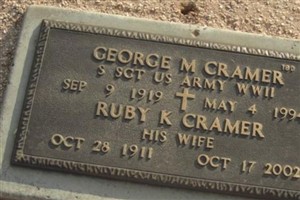 GEORGE M CRAMER
S SGT US ARMY WWII
SEP 9 1919 MAY 4 1994
RUBY K CRAMER
HIS WIFE
OCT 28 1911 OCT 17 2002